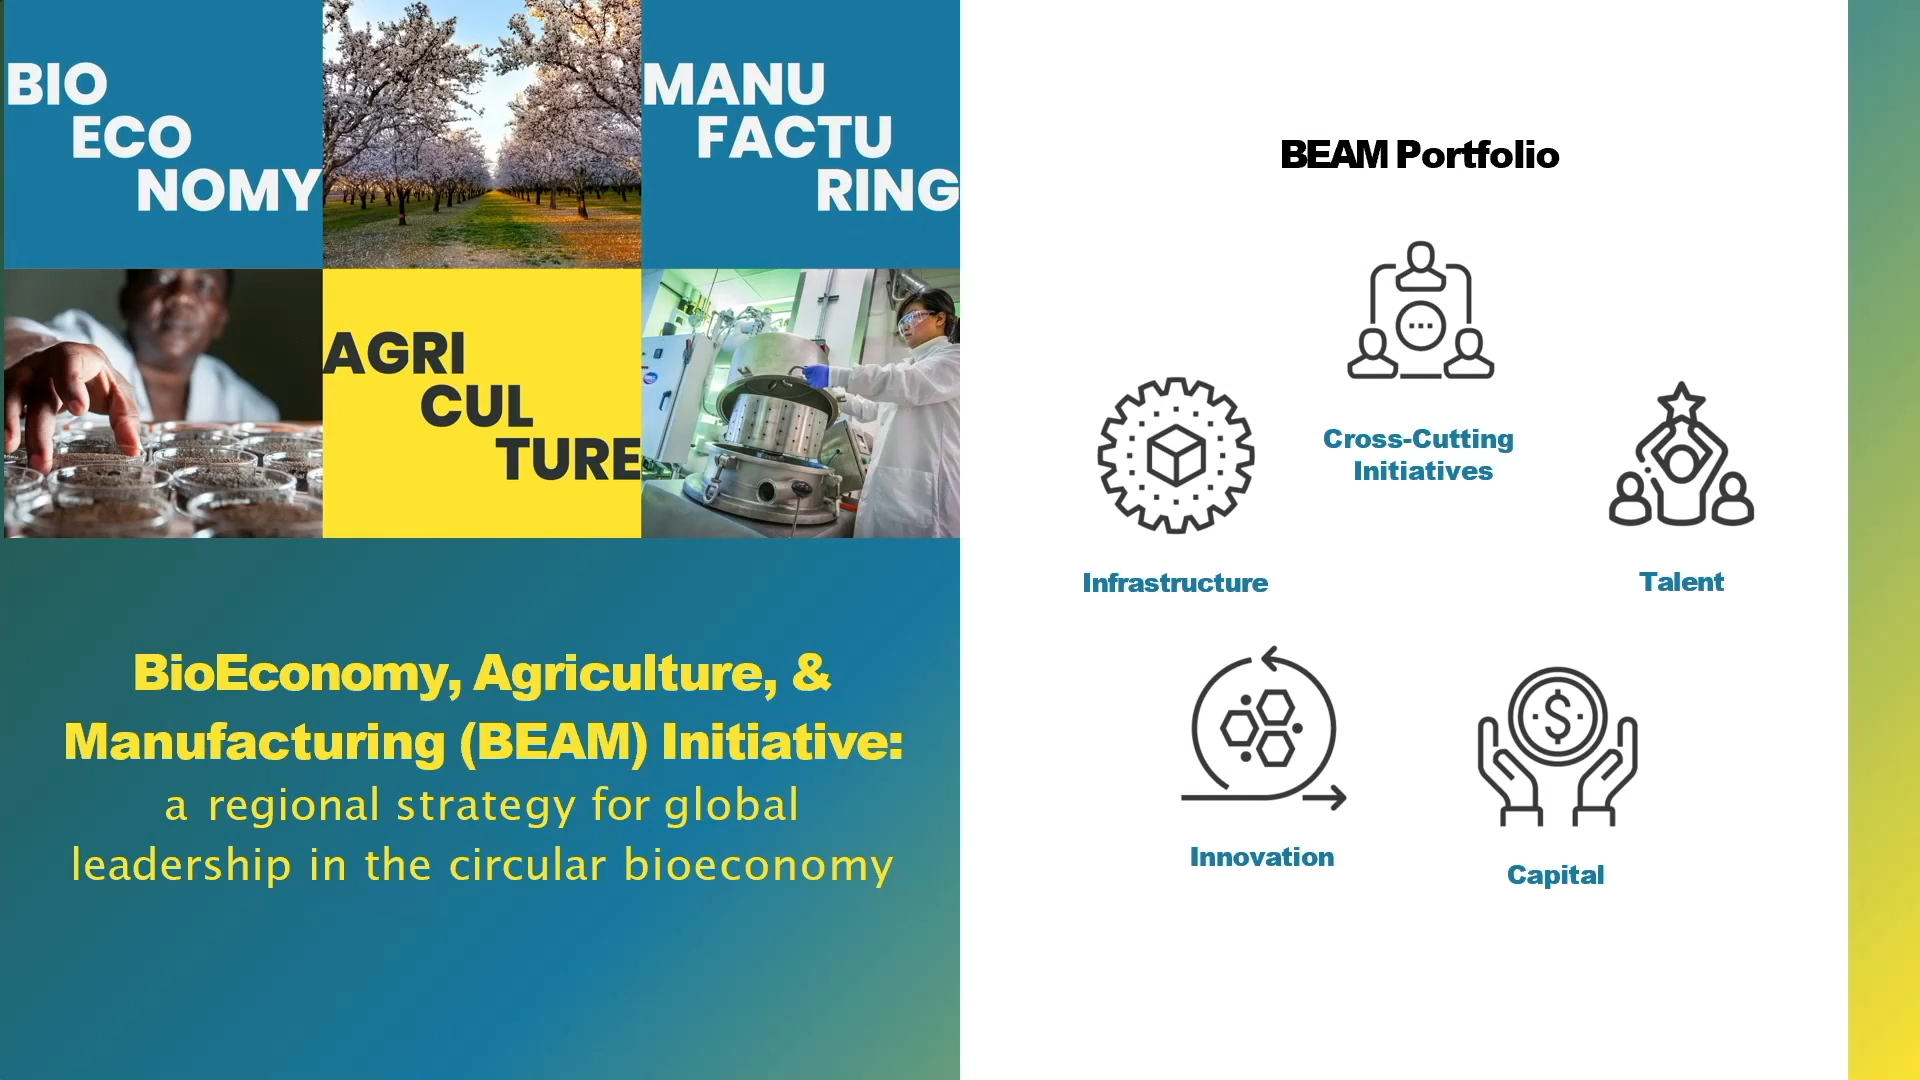 BIO
ECO
NOMY
MANU
FACTU
RING
AGRI
CUL
TURE
BioEconomy, Agriculture, &
Manufacturing (BEAM) Initiative:
a regional strategy for global
leadership in the circular bioeconomy
BEAM Portfolio
Cross-Cutting
Initiatives
Infrastructure
Talent
Innovation
Capital